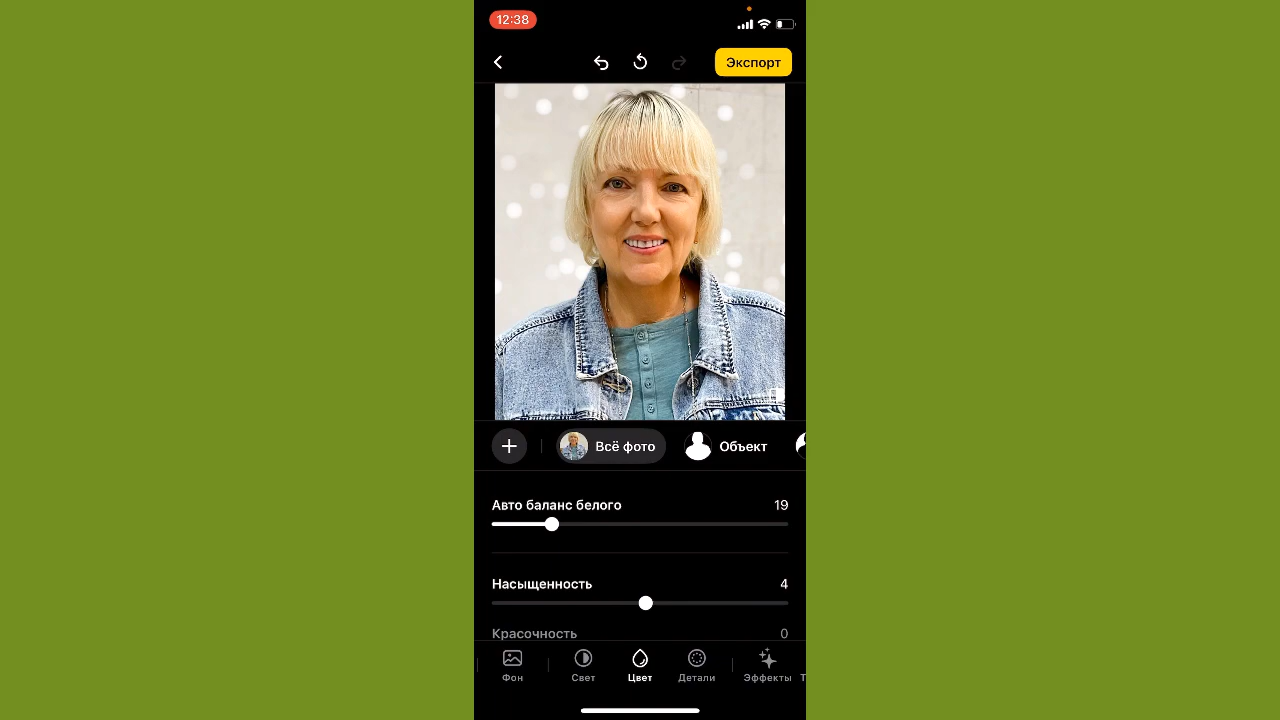 12:38
Экспорт
Всё фото
Объект
Авто баланс белого 19
Насыщенность 4
Красочность 0
Фон Свет Цвет Детали Эффекты